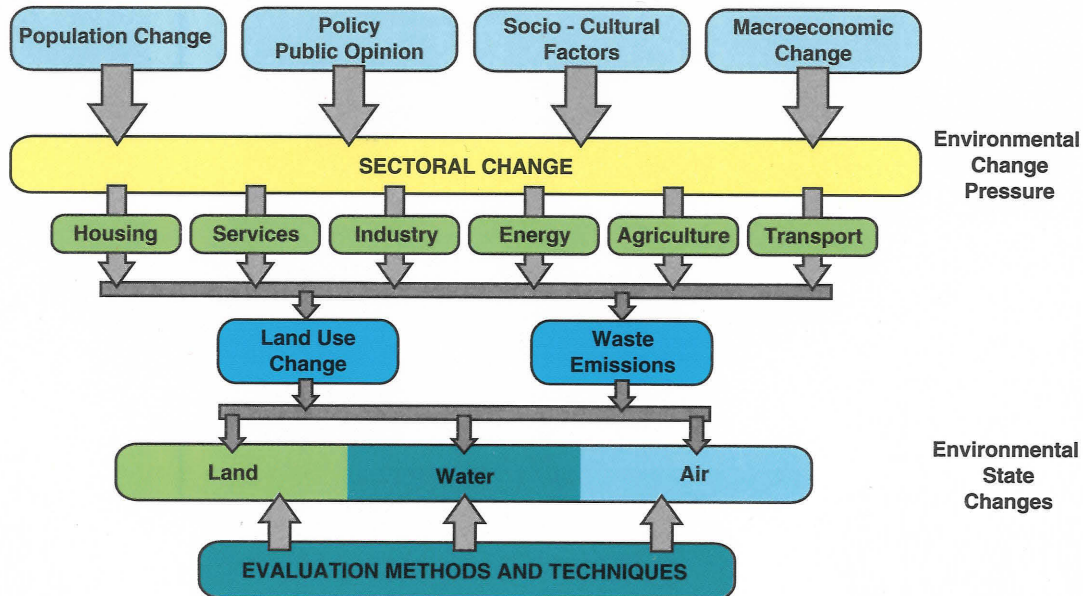 Population Change
Policy
Public Opinion
Socio - Cultural
Factors
Macroeconomic
Change
SECTORAL CHANGE
Environmental
Change
Pressure
Housing
Services
Industry
Energy
Agriculture
Transport
Land Use
Change
Waste
Emissions
Land
Water
Air
Environmental
State
Changes
EVALUATION METHODS AND TECHNIQUES